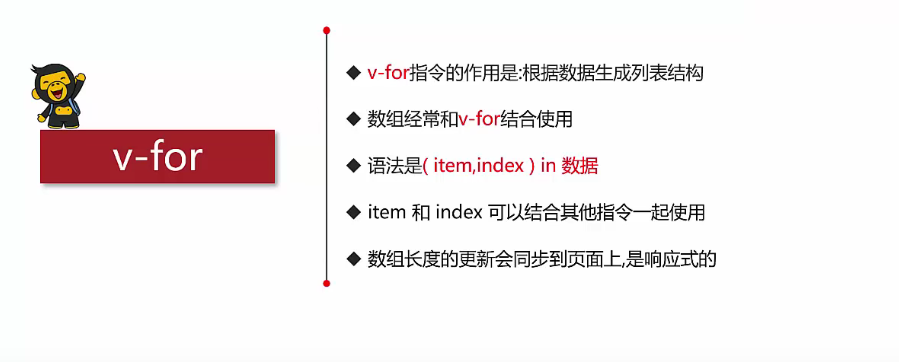 v-for
v-for指令的作用是:根据数据生成列表结构
数组经常和v-for结合使用
语法是( item,index ) in 数据
item 和 index 可以结合其他指令一起使用
数组长度的更新会同步到页面上,是响应式的